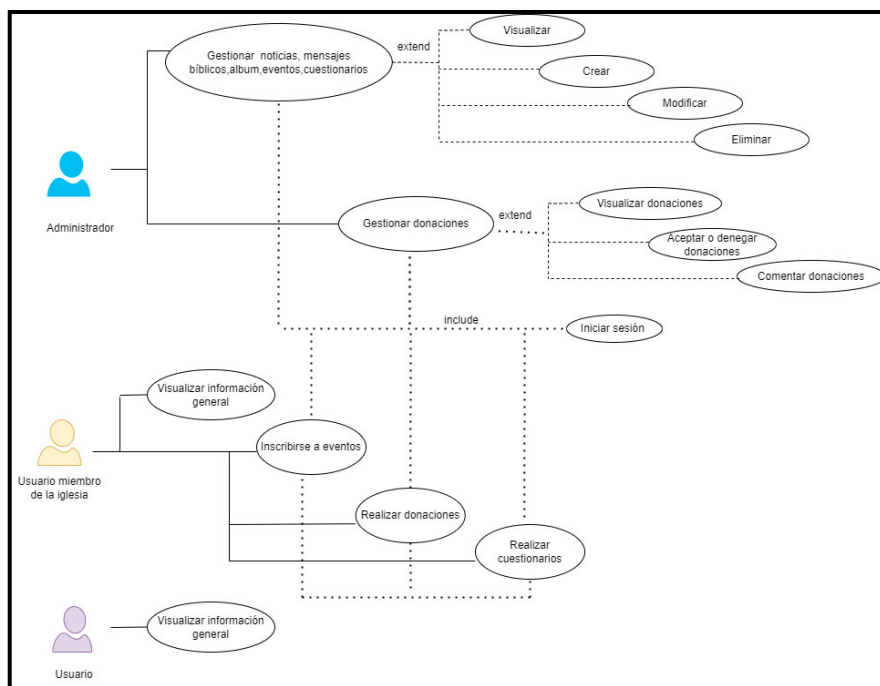 Visualizar
Gestionar noticias, mensajes
bíblicos,album,eventos,cuestionarios
extend
Crear
Modificar
Eliminar
Administrador
Gestionar donaciones
extend
Visualizar donaciones
Aceptar o denegar
donaciones
Comentar donaciones
include
Iniciar sesión
Visualizar información
general
Inscribirse a eventos
Usuario miembro
de la iglesia
Realizar donaciones
Realizar
cuestionarios
Visualizar información
general
Usuario